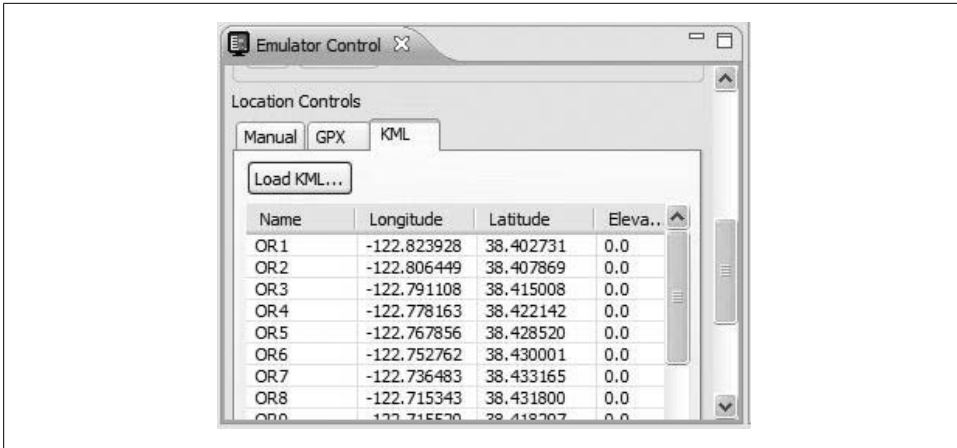 Emulator Control
Location Controls
Manual GPX KML
Load KML...
Name Longitude Latitude Eleva..
OR1 -122.823928 38.402731 0.0
OR2 -122.806449 38.407869 0.0
OR3 -122.791108 38.415008 0.0
OR4 -122.778163 38.422142 0.0
OR5 -122.767856 38.428520 0.0
OR6 -122.752762 38.430001 0.0
OR7 -122.736483 38.433165 0.0
OR8 -122.715343 38.431800 0.0